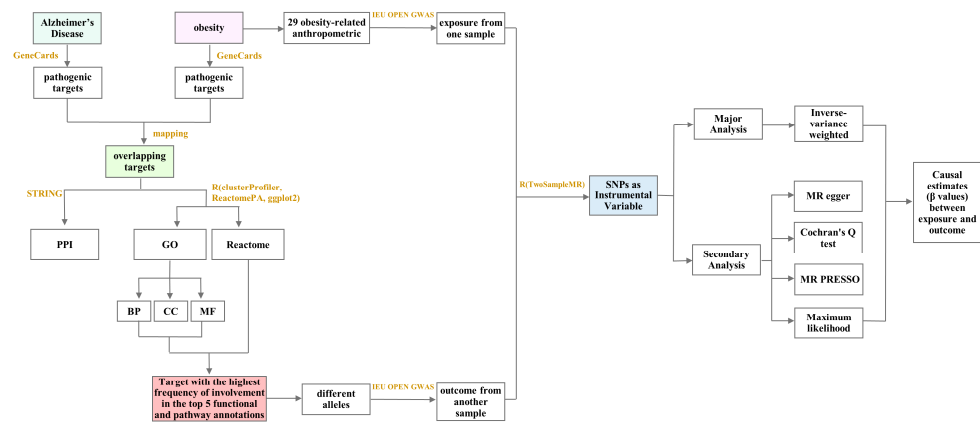 Alzheimer's
Disease
obesity
29 obesity-related
anthropometric
IEU OPEN GWAS
exposure from
one sample
GeneCards
GeneCards
pathogenic
targets
pathogenic
targets
mapping
overlapping
targets
STRING
R(clusterProfiler,
ReactomePA, ggplot2)
PPI
GO
Reactome
BP
CC
MF
Target with the highest
frequency of involvement
in the top 5 functional
and pathway annotations
different
alleles
IEU OPEN GWAS
outcome from
another
sample
R(TwoSampleMR)
SNPs as
Instrumental
Variable
Major
Analysis
Inverse-
variance
weighted
Secondary
Analysis
MR egger
Cochran's Q
test
MR PRESSO
Maximum
likelihood
Causal
estimates
(β values)
between
exposure and
outcome